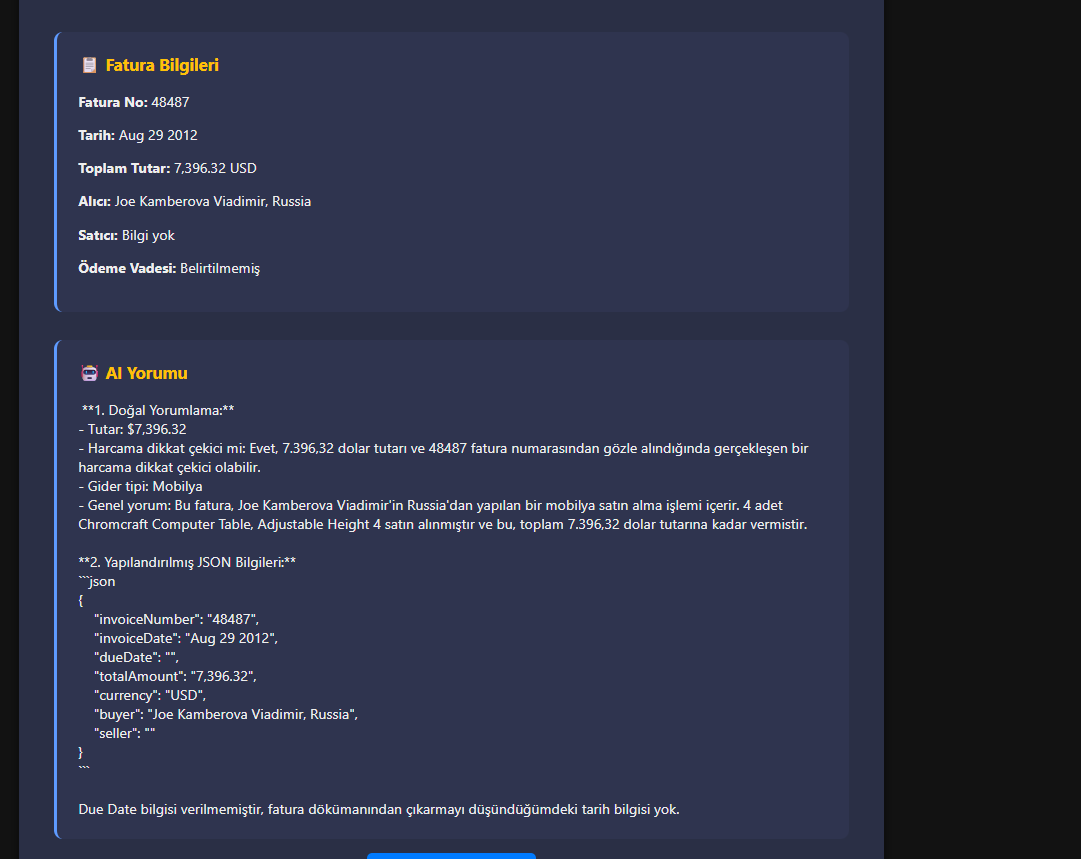 Fatura Bilgileri
Fatura No: 48487
Tarih: Aug 29 2012
Toplam Tutar: 7,396.32 USD
Alıcı: Joe Kamberova Viadimir, Russia
Satıcı: Bilgi yok
Ödeme Vadesi: Belirtilmemiş
AI Yorumu
**1. Doğal Yorumlama:**
- Tutar: $7,396.32
- Harcama dikkat çekici mi: Evet, 7.396,32 dolar tutarı ve 48487 fatura numarasından gözle alındığında gerçekleşen bir
harcama dikkat çekici olabilir.
- Gider tipi: Mobilya
- Genel yorum: Bu fatura, Joe Kamberova Viadimir'in Russia'dan yapılan bir mobilya satın alma işlemi içerir. 4 adet
Chromcraft Computer Table, Adjustable Height 4 satın alınmıştır ve bu, toplam 7.396,32 dolar tutarına kadar vermistir.
**2. Yapılandırılmış JSON Bilgileri:**
```json
{
"invoiceNumber": "48487",
"invoiceDate": "Aug 29 2012",
"dueDate": "",
"totalAmount": "7,396.32",
"currency": "USD",
"buyer": "Joe Kamberova Viadimir, Russia",
"seller": ""
}
```
Due Date bilgisi verilmemiştir, fatura dökümanından çıkarmayı düşündüğümdeki tarih bilgisi yok.